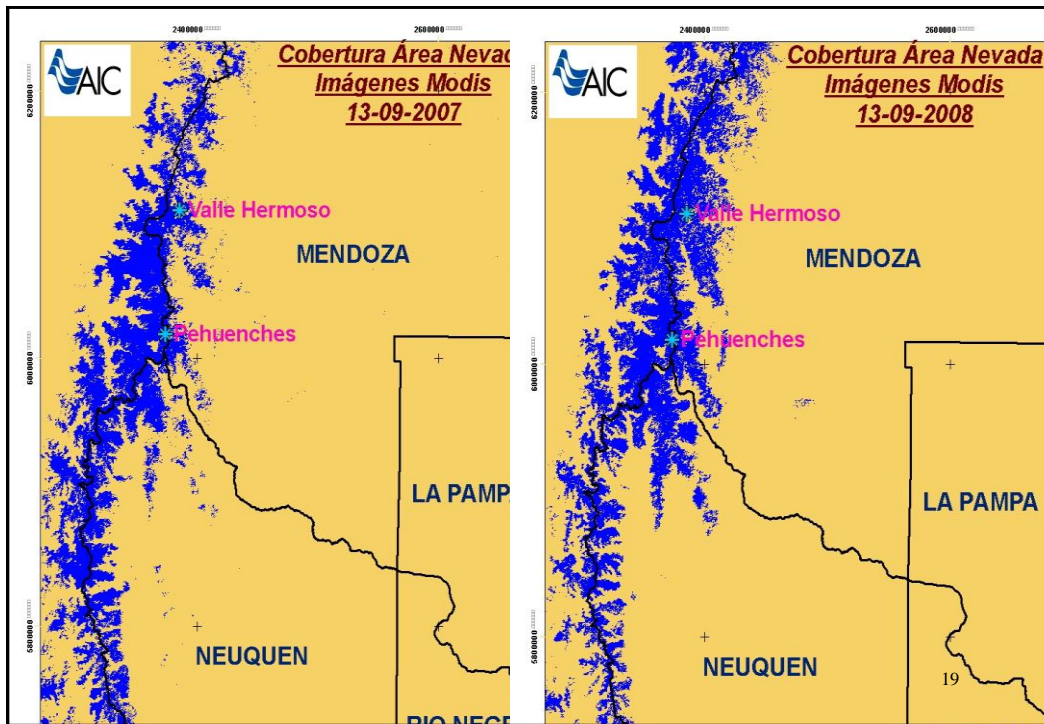 2400000
2600000
6200000
6000000
5800000
AIC
Cobertura Área Nevad
Imágenes Modis
13-09-2007
Valle Hermoso
MENDOZA
Pehuenches
LA PAMP
NEUQUEN
RIO NEGR
2400000
2600000
6200000
6000000
5800000
AIC
Cobertura Área Nevada
Imágenes Modis
13-09-2008
Valle Hermoso
MENDOZA
Pehuenches
LA PAMPA
NEUQUEN
19